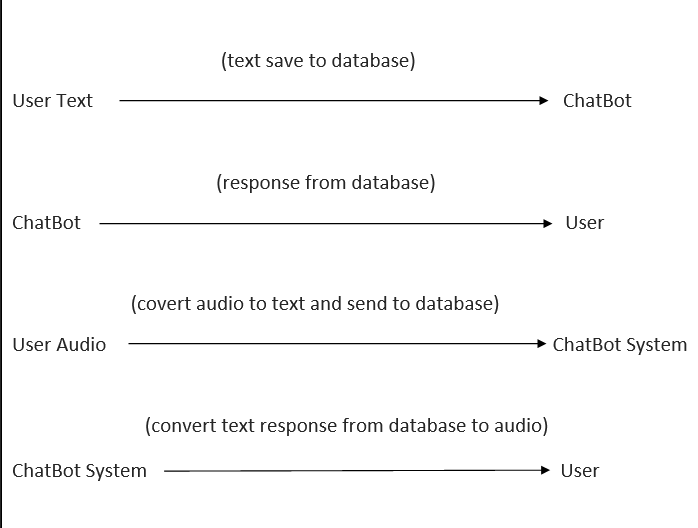 (text save to database)
User Text ChatBot
(response from database)
ChatBot User
(covert audio to text and send to database)
User Audio ChatBot System
(convert text response from database to audio)
ChatBot System User